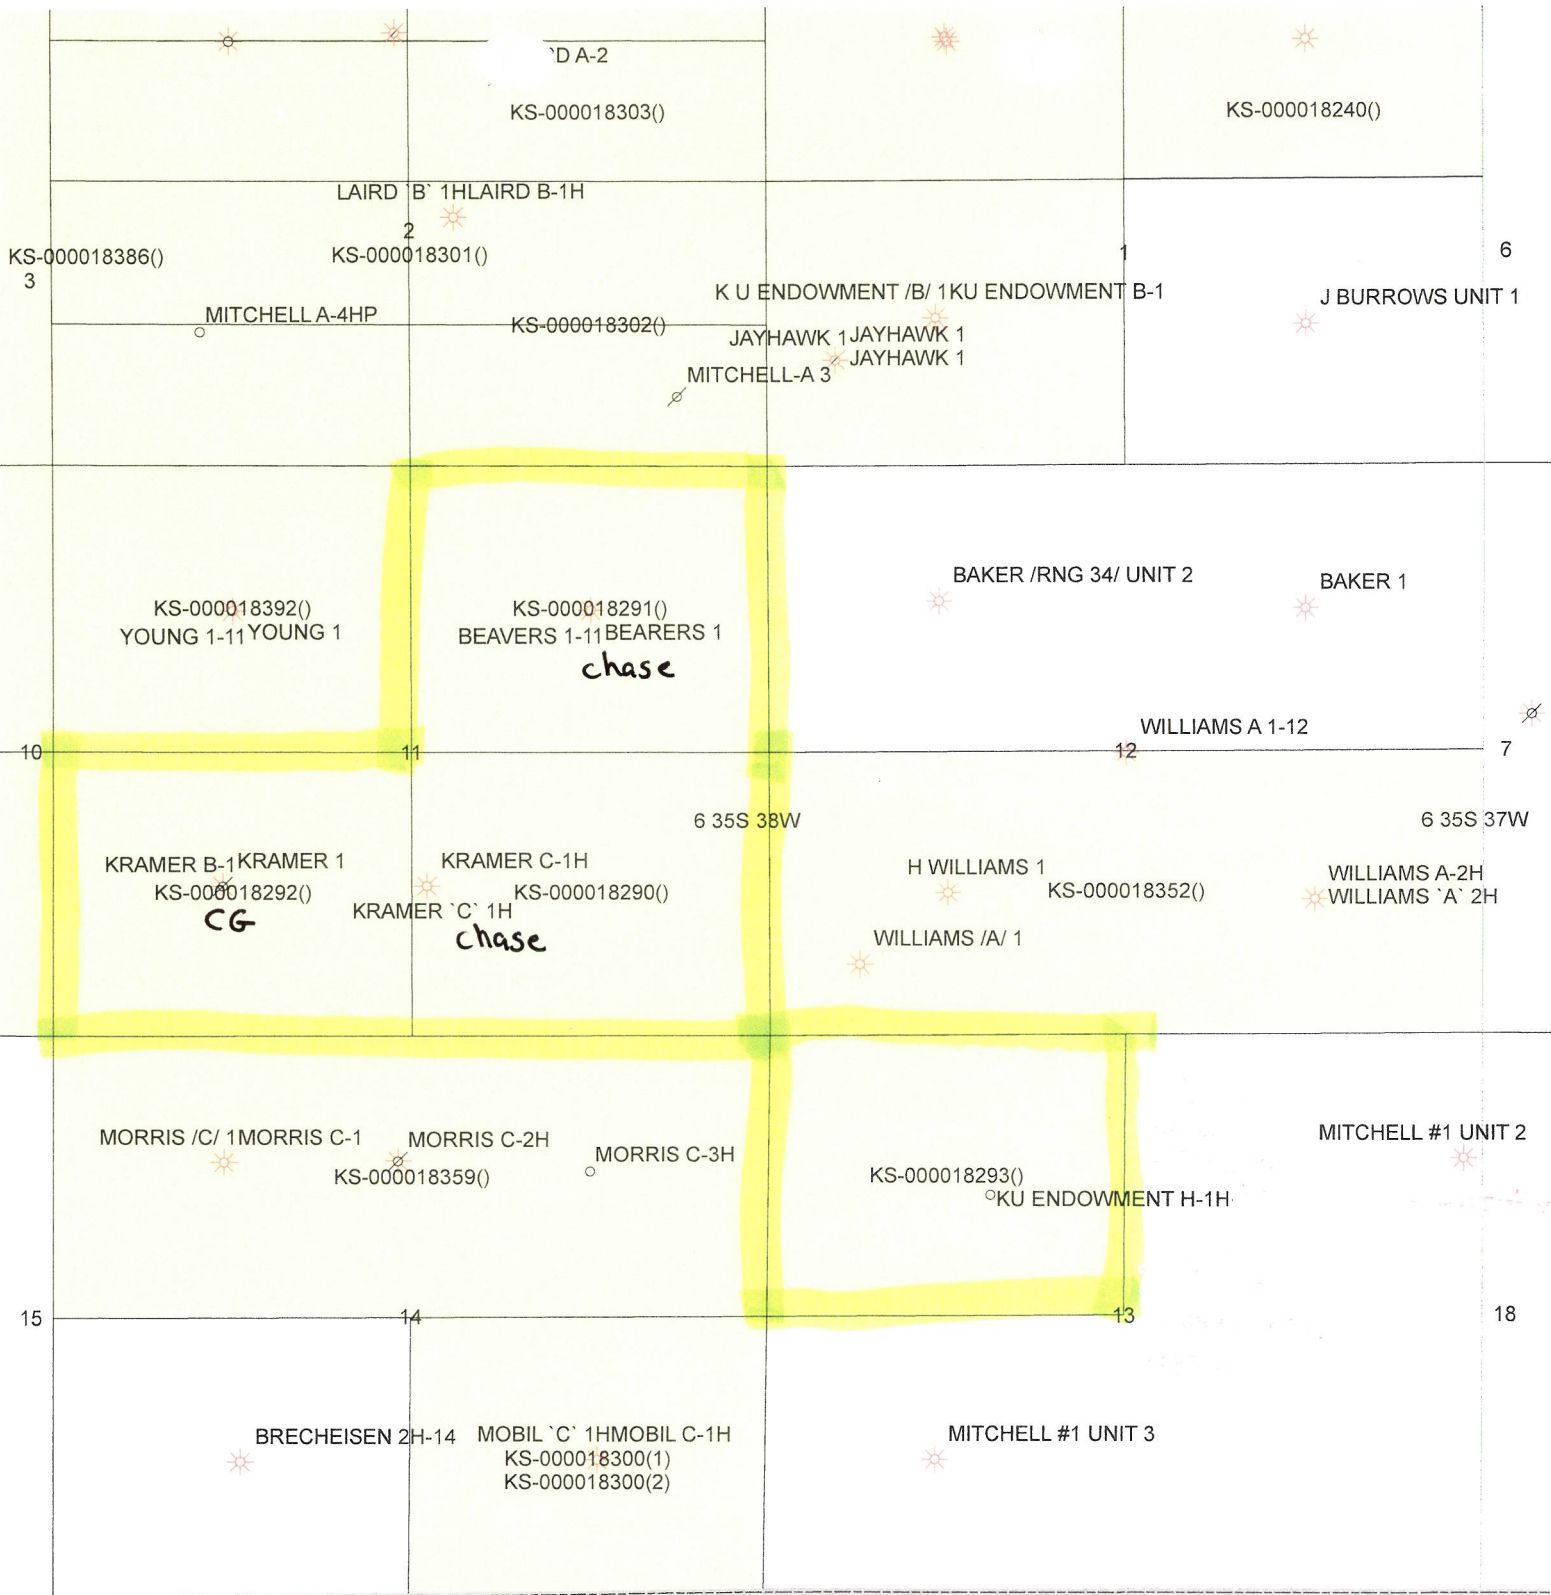 `D A-2
KS-000018303()
KS-000018240()
LAIRD `B` 1HLAIRD B-1H
2
KS-000018386()
KS-000018301()
1
6
3
K U ENDOWMENT /B/ 1KU ENDOWMENT B-1
J BURROWS UNIT 1
MITCHELL A-4HP
KS-000018302()
JAYHAWK 1 JAYHAWK 1
JAYHAWK 1
MITCHELL-A 3
BAKER /RNG 34/ UNIT 2
BAKER 1
KS-000018392()
KS-000018291()
YOUNG 1-11 YOUNG 1
BEAVERS 1-11 BEARERS 1
chase
WILLIAMS A 1-12
10
11
12
7
6 35S 38W
6 35S 37W
KRAMER B-1 KRAMER 1
KRAMER C-1H
H WILLIAMS 1
WILLIAMS A-2H
KS-000018292()
KS-000018290()
KS-000018352()
WILLIAMS `A` 2H
CG
KRAMER `C` 1H
chase
WILLIAMS /A/ 1
MORRIS /C/ 1MORRIS C-1
MORRIS C-2H
MORRIS C-3H
MITCHELL #1 UNIT 2
KS-000018359()
KS-000018293()
KU ENDOWMENT H-1H
15
14
13
18
BRECHEISEN 2H-14
MOBIL `C` 1HMOBIL C-1H
MITCHELL #1 UNIT 3
KS-000018300(1)
KS-000018300(2)